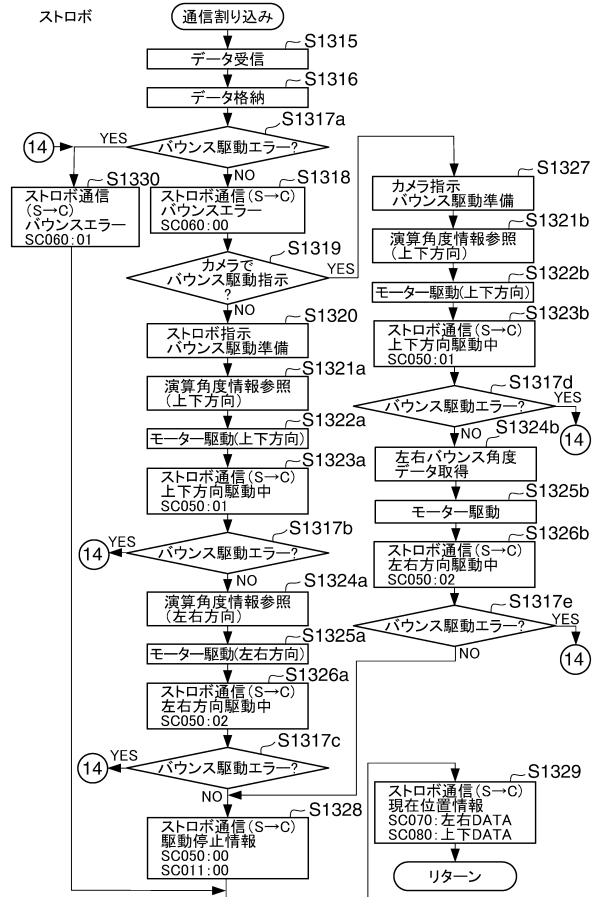 ストロボ
通信割り込み
S1315
データ受信
S1316
データ格納
S1317a
バウンス駆動エラー?
YES
14
NO
S1330
ストロボ通信
(S→C)
バウンスエラー
SC060:01
S1318
ストロボ通信(S→C)
バウンスエラー
SC060:00
S1319
カメラで
バウンス駆動指示
?
YES
NO
S1320
ストロボ指示
バウンス駆動準備
S1321a
演算角度情報参照
(上下方向)
S1322a
モーター駆動(上下方向)
S1323a
ストロボ通信(S→C)
上下方向駆動中
SC050:01
S1317b
バウンス駆動エラー?
YES
14
NO
S1324a
演算角度情報参照
(左右方向)
S1325a
モーター駆動(左右方向)
S1326a
ストロボ通信(S→C)
左右方向駆動中
SC050:02
S1317c
バウンス駆動エラー?
YES
14
NO
S1328
ストロボ通信(S→C)
駆動停止情報
SC050:00
SC011:00
S1327
カメラ指示
バウンス駆動準備
S1321b
演算角度情報参照
(上下方向)
S1322b
モーター駆動(上下方向)
S1323b
ストロボ通信(S→C)
上下方向駆動中
SC050:01
S1317d
バウンス駆動エラー?
YES
14
NO
S1324b
左右バウンス角度
データ取得
S1325b
モーター駆動
S1326b
ストロボ通信(S→C)
左右方向駆動中
SC050:02
S1317e
バウンス駆動エラー?
YES
14
NO
S1329
ストロボ通信(S→C)
現在位置情報
SC070:左右DATA
SC080:上下DATA
リターン